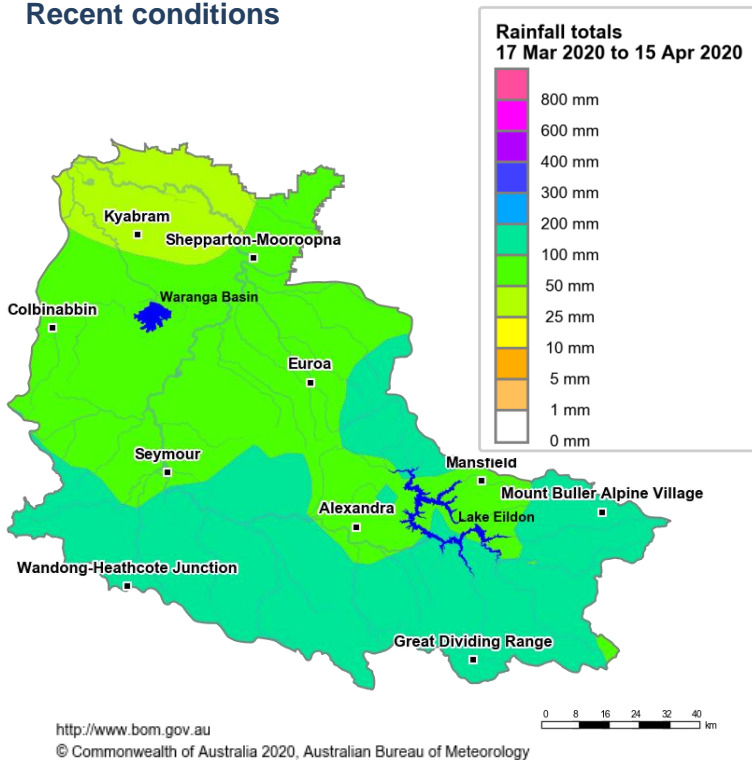 Recent conditions
Rainfall totals
17 Mar 2020 to 15 Apr 2020
800 mm
600 mm
400 mm
300 mm
200 mm
100 mm
50 mm
25 mm
10 mm
5 mm
1 mm
0 mm
Kyabram
Shepparton-Mooroopna
Waranga Basin
Colbinabbin
Euroa
Seymour
Mansfield
Mount Buller Alpine Village
Alexandra
Lake Eildon
Wandong-Heathcote Junction
Great Dividing Range
0 8 16 24 32 40
km
http://www.bom.gov.au
© Commonwealth of Australia 2020, Australian Bureau of Meteorology